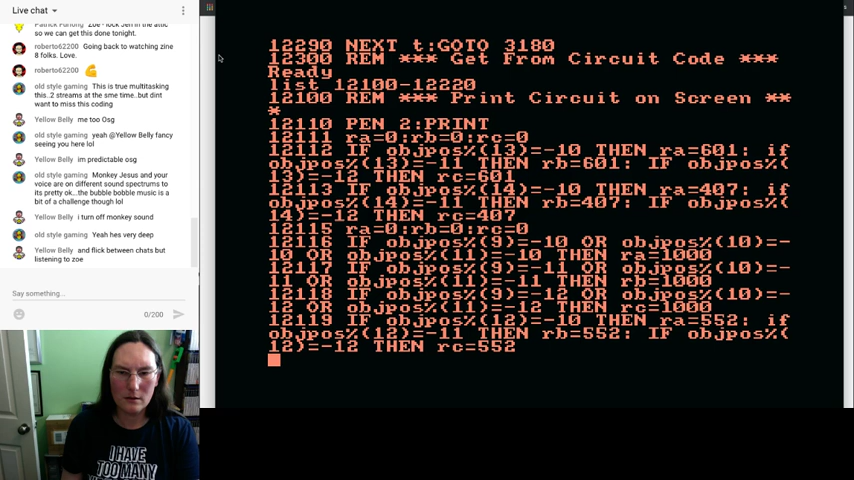 Live chat
Patrick Furlong Zoe - lock Jen in the attic
so we can get this done tonight.
roberto62200 Going back to watching zine
8 folks. Love.
roberto62200
old style gaming This is true multitasking
this..2 streams at the sme time..but dint
want to miss this coding
Yellow Belly me too Osg
old style gaming yeah @Yellow Belly fancy
seeing you here lol
Yellow Belly im predictable osg
old style gaming Monkey Jesus and your
voice are on different sound spectrums to
its pretty ok...the bubble bobble music is a
bit of a challenge though lol
Yellow Belly i turn off monkey sound
old style gaming Yeah hes very deep
Yellow Belly and flick between chats but
listening to zoe
Say something...
0/200
I HAVE
TOO MANY
12290 NEXT t:GOTO 3180
12300 REM *** Get From Circuit Code ***
Ready
list 12100-12220
12100 REM *** Print Circuit on Screen **
*
12110 PEN 2:PRINT
12111 ra=0:rb=0:rc=0
12112 IF objpos%(13)=-10 THEN ra=601: if
objpos%(13)=-11 THEN rb=601: IF objpos%(
13)=-12 THEN rc=601
12113 IF objpos%(14)=-10 THEN ra=407: if
objpos%(14)=-11 THEN rb=407: IF objpos%(
14)=-12 THEN rc=407
12115 ra=0:rb=0:rc=0
12116 IF objpos%(9)=-10 OR objpos%(10)=-
10 OR objpos%(11)=-10 THEN ra=1000
12117 IF objpos%(9)=-11 OR objpos%(10)=-
11 OR objpos%(11)=-11 THEN rb=1000
12118 IF objpos%(9)=-12 OR objpos%(10)=-
12 OR objpos%(11)=-12 THEN rc=1000
12119 IF objpos%(12)=-10 THEN ra=552: if
objpos%(12)=-11 THEN rb=552: IF objpos%(
12)=-12 THEN rc=552